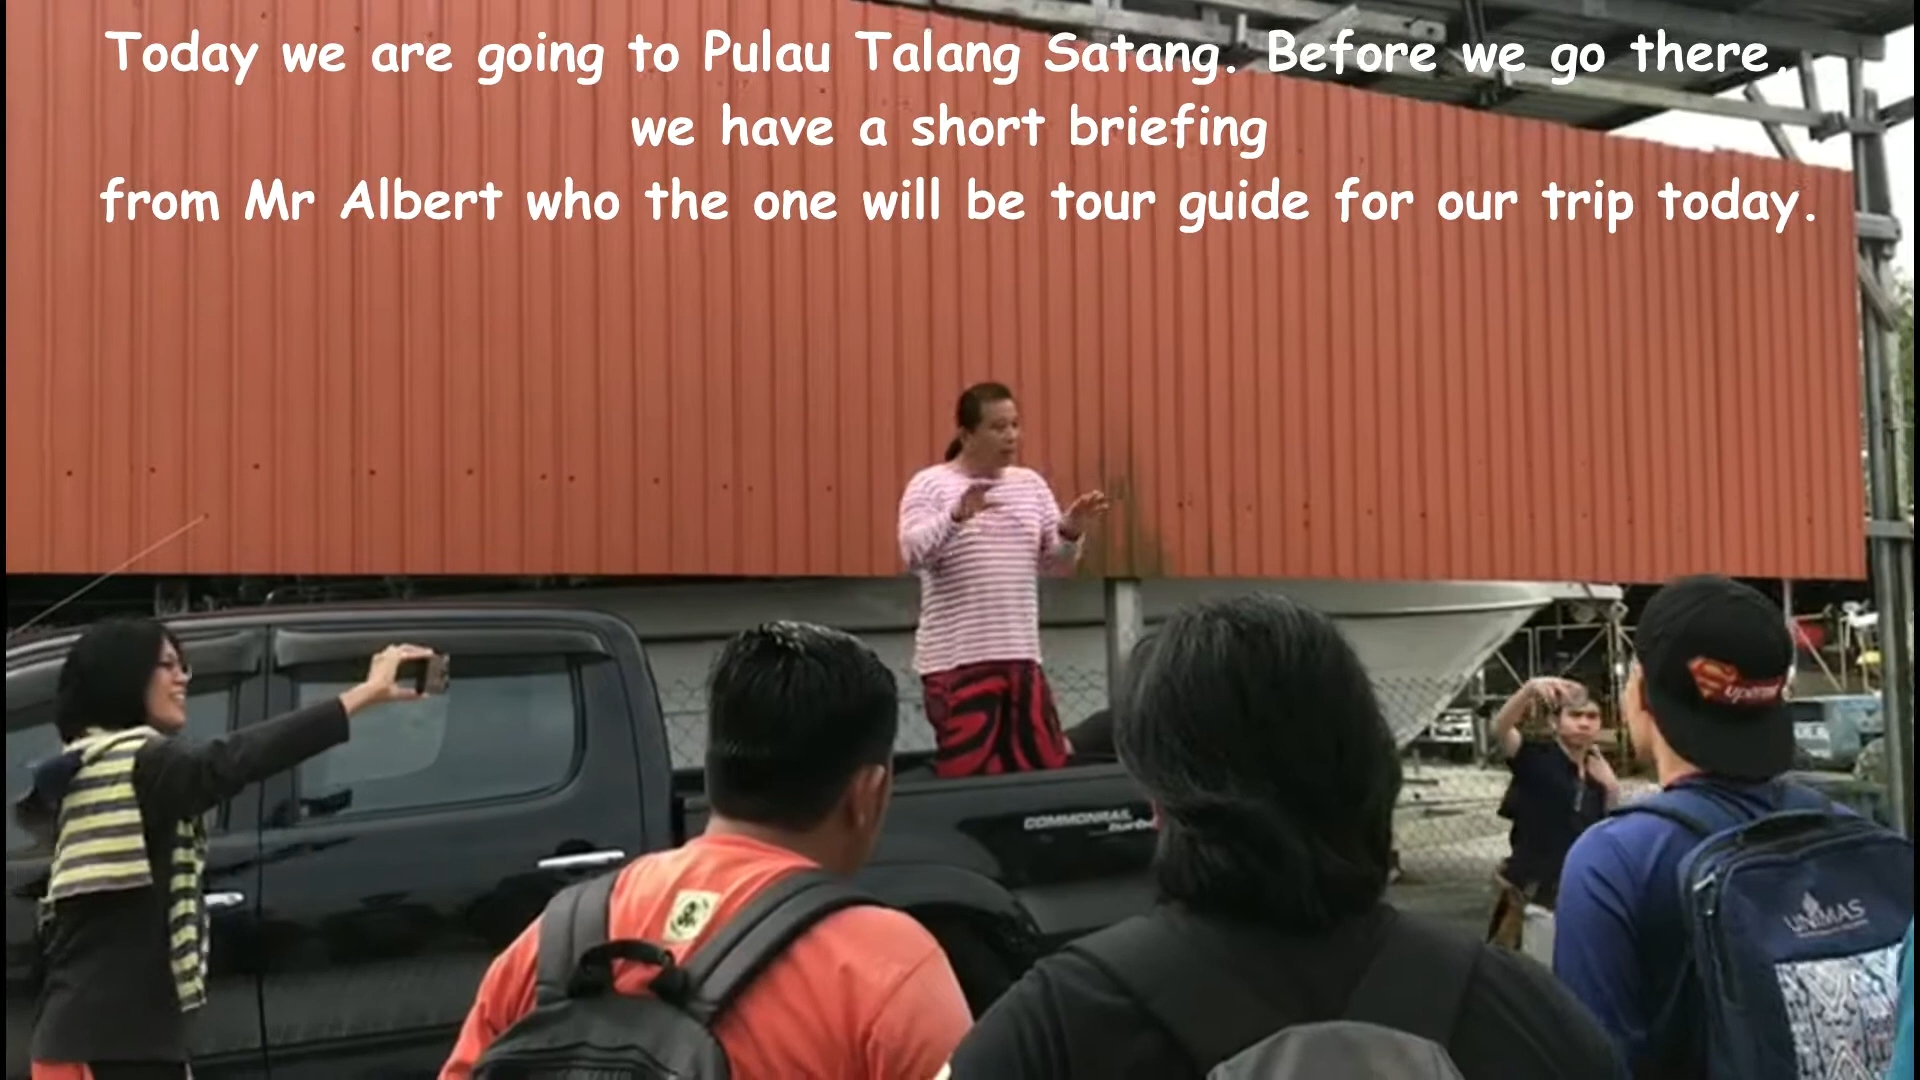 Today we are going to Pulau Talang Satang. Before we go there,
we have a short briefing
from Mr Albert who the one will be tour guide for our trip today.
COMMONRAIL
turbo
UNIMAS